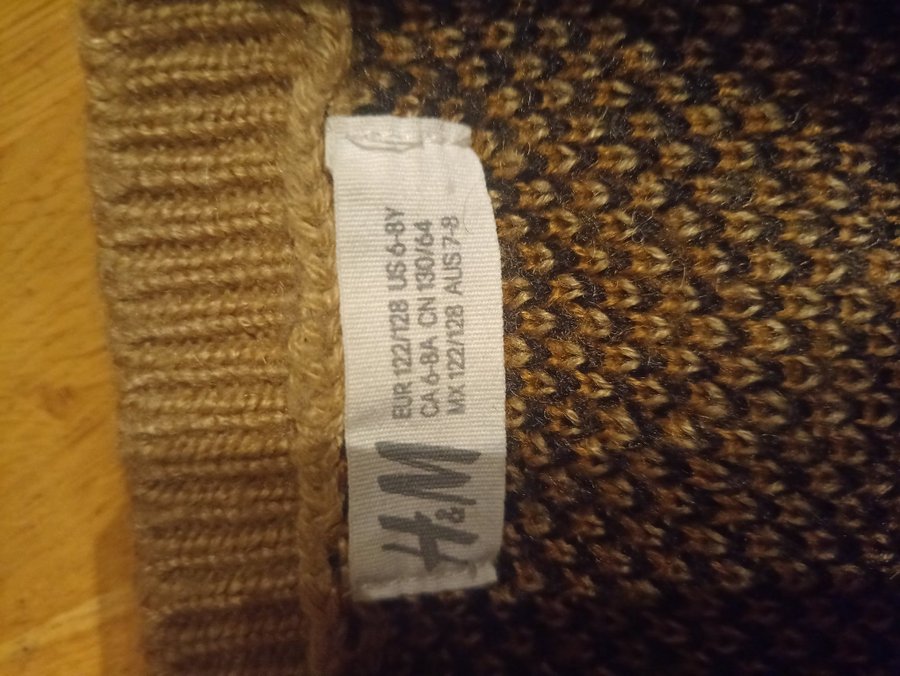 H&M
EUR 122/128 US 6-8Y
CA 6-8A CN 130/64
MX 122/128 AUS 7-8